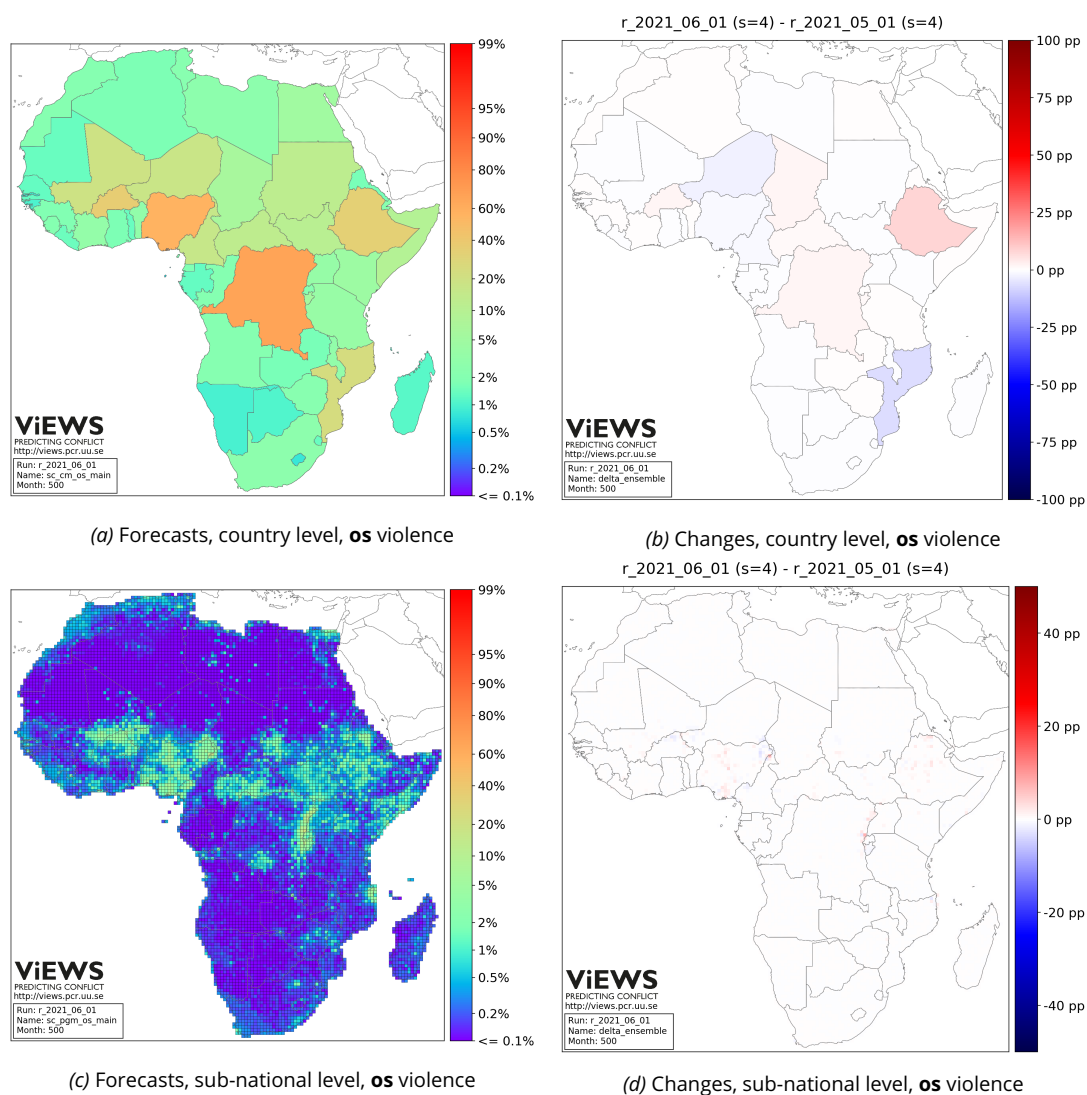 99%
95%
90%
80%
60%
40%
20%
10%
5%
2%
1%
0.5%
0.2%
<= 0.1%
ViEWS
PREDICTING CONFLICT
http://views.pcr.uu.se
Run: r_2021_06_01
Name: sc_cm_os_main
Month: 500
(a) Forecasts, country level, os violence
r_2021_06_01 (s=4) - r_2021_05_01 (s=4)
100 pp
75 pp
50 pp
25 pp
0 pp
-25 pp
-50 pp
-75 pp
-100 pp
ViEWS
PREDICTING CONFLICT
http://views.pcr.uu.se
Run: r_2021_06_01
Name: delta_ensemble
Month: 500
(b) Changes, country level, os violence
99%
95%
90%
80%
60%
40%
20%
10%
5%
2%
1%
0.5%
0.2%
<= 0.1%
ViEWS
PREDICTING CONFLICT
http://views.pcr.uu.se
Run: r_2021_06_01
Name: sc_pgm_os_main
Month: 500
(c) Forecasts, sub-national level, os violence
r_2021_06_01 (s=4) - r_2021_05_01 (s=4)
40 pp
20 pp
0 pp
-20 pp
-40 pp
ViEWS
PREDICTING CONFLICT
http://views.pcr.uu.se
Run: r_2021_06_01
Name: delta_ensemble
Month: 500
(d) Changes, sub-national level, os violence